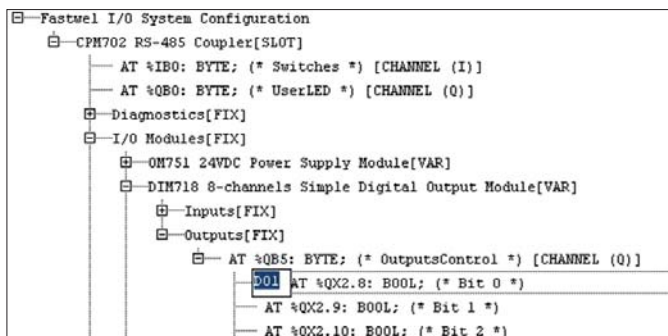 Fastwel I/O System Configuration
CPM702 RS-485 Coupler[SLOT]
AT %IB0: BYTE; (* Switches *) [CHANNEL (I)]
AT %QB0: BYTE; (* UserLED *) [CHANNEL (Q)]
Diagnostics[FIX]
I/O Modules[FIX]
OM751 24VDC Power Supply Module[VAR]
DIM718 8-channels Simple Digital Output Module[VAR]
Inputs[FIX]
Outputs[FIX]
AT %QB5: BYTE; (* OutputsControl *) [CHANNEL (Q)]
DO1 AT %QX2.8: BOOL; (* Bit 0 *)
AT %QX2.9: BOOL; (* Bit 1 *)
AT %QX2.10: BOOL; (* Bit 2 *)